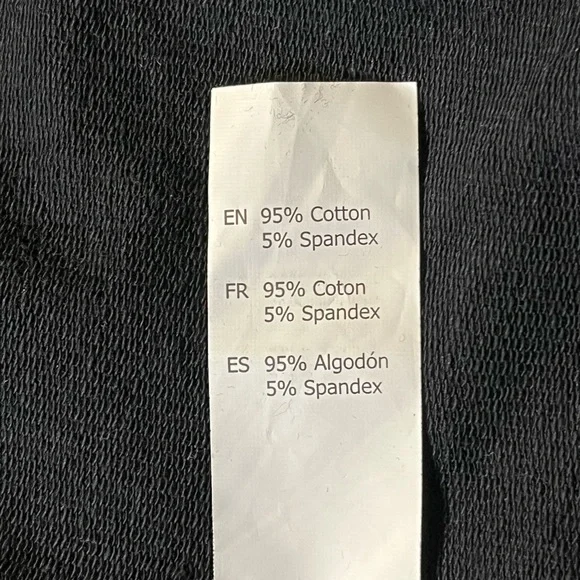 EN 95% Cotton
5% Spandex
FR 95% Coton
5% Spandex
ES 95% Algodón
5% Spandex